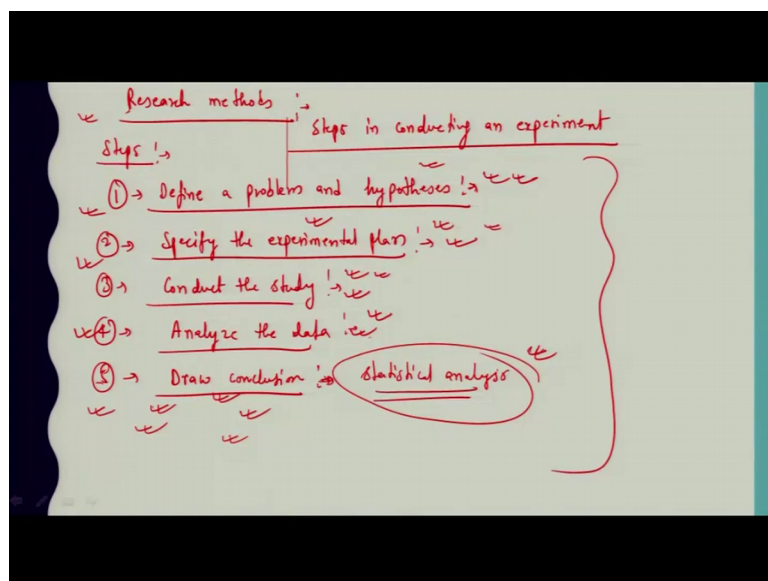 Research methods :→
Steps in conducting an experiment
Steps :→
① → Define a problem and hypotheses :→
② → Specify the experimental plan :→
③ → Conduct the study :→
④ → Analyze the data :
⑤ → Draw conclusion :→ statistical analysis